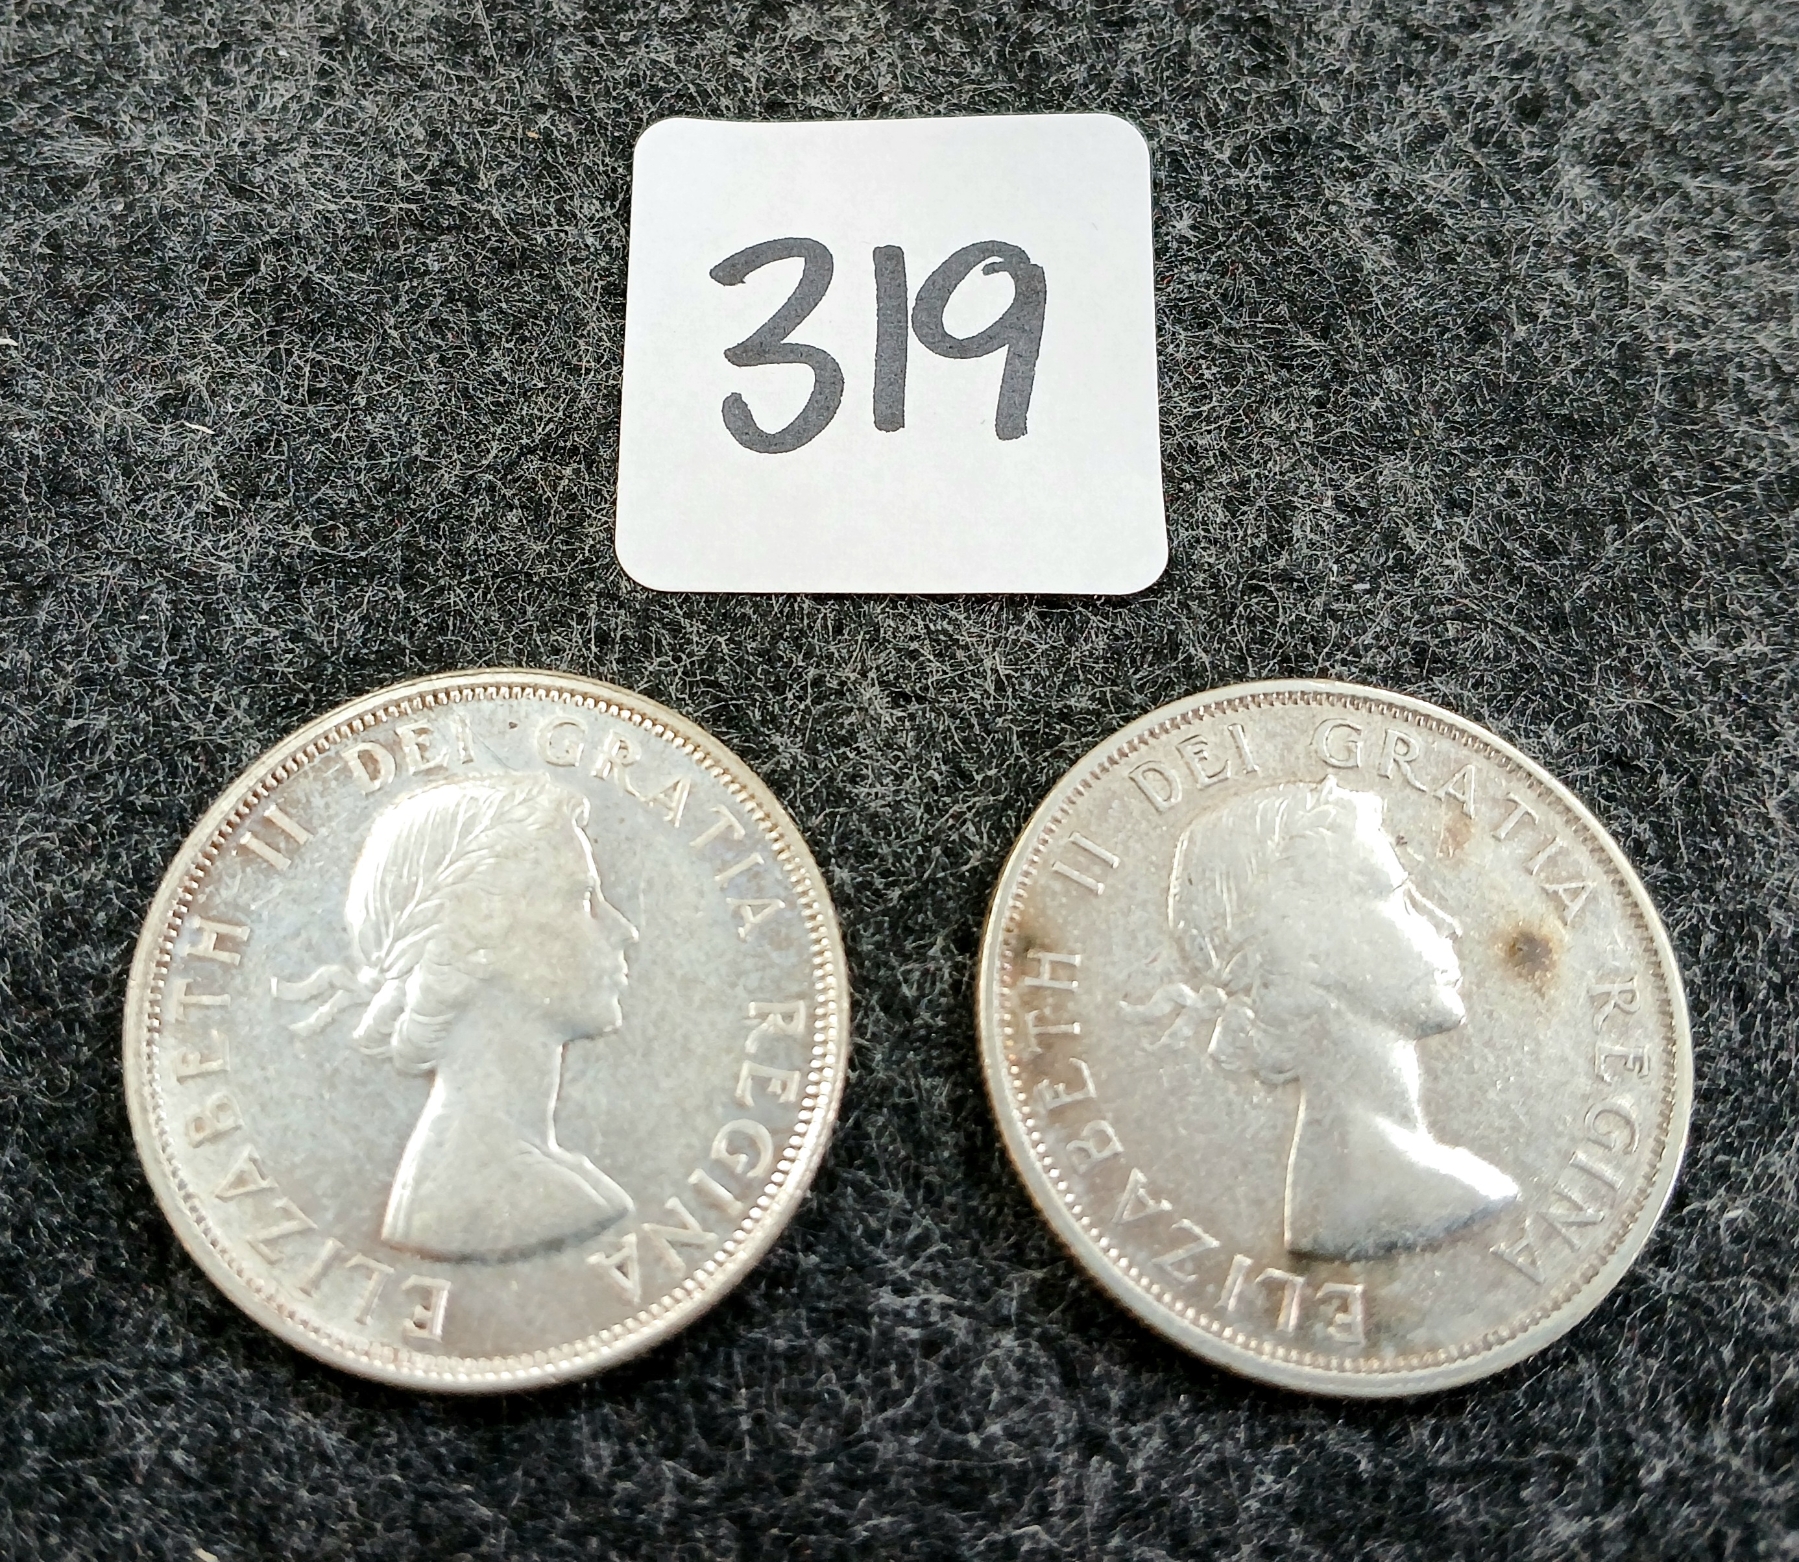 319
ELIZABETH II DEI GRATIA REGINA
ELIZABETH II DEI GRATIA REGINA